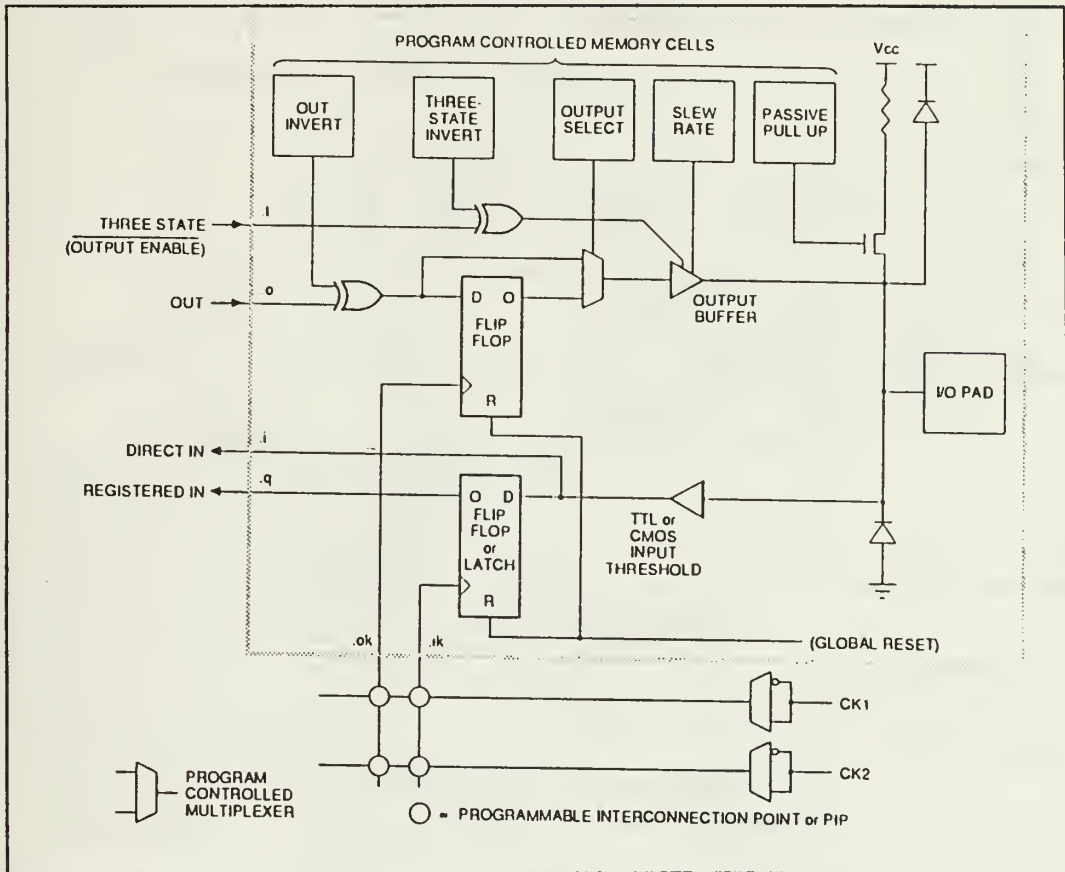 PROGRAM CONTROLLED MEMORY CELLS
Vcc
OUT
INVERT
THREE-
STATE
INVERT
OUTPUT
SELECT
SLEW
RATE
PASSIVE
PULL UP
THREE STATE
(OUTPUT ENABLE)
.t
OUT
.o
D O
FLIP
FLOP
R
OUTPUT
BUFFER
I/O PAD
DIRECT IN
.i
REGISTERED IN
.q
O D
FLIP
FLOP
or
LATCH
R
TTL or
CMOS
INPUT
THRESHOLD
.ok
.ik
(GLOBAL RESET)
CK1
CK2
PROGRAM
CONTROLLED
MULTIPLEXER
= PROGRAMMABLE INTERCONNECTION POINT or PIP